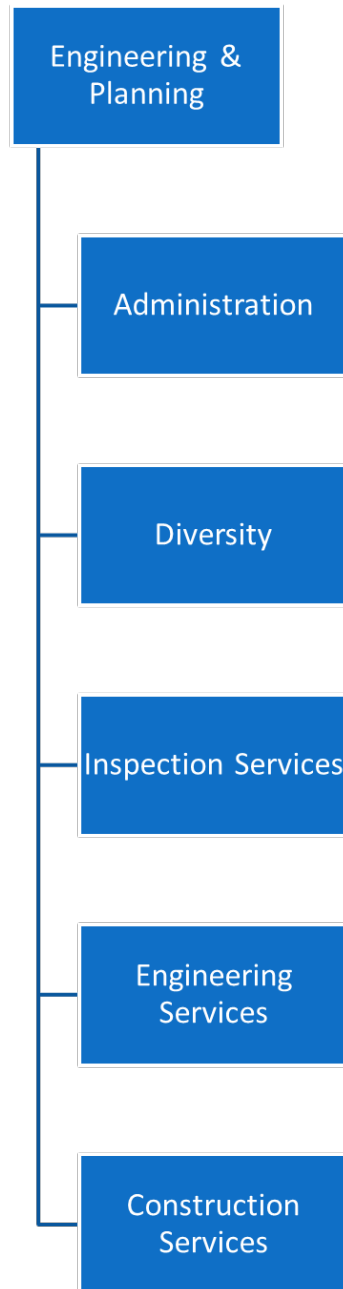 Engineering &
Planning
Administration
Diversity
Inspection Services
Engineering
Services
Construction
Services